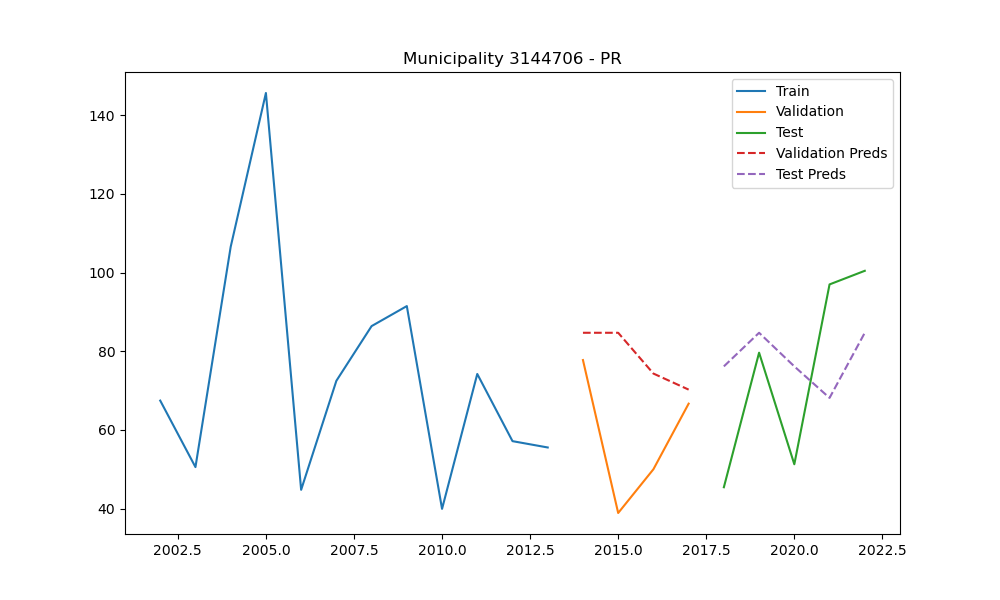 Municipality 3144706 - PR
Train
Validation
Test
Validation Preds
Test Preds
140
120
100
80
60
40
2002.5 2005.0 2007.5 2010.0 2012.5 2015.0 2017.5 2020.0 2022.5